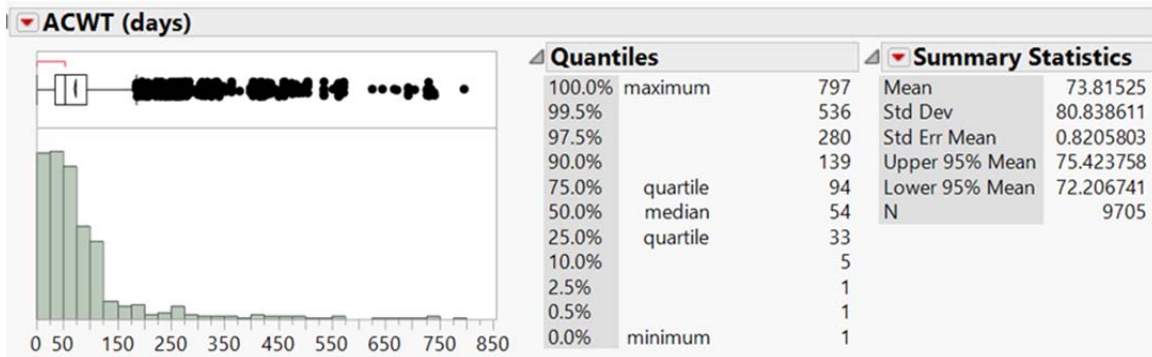 ACWT (days)
Quantiles
100.0% maximum 797
99.5% 536
97.5% 280
90.0% 139
75.0% quartile 94
50.0% median 54
25.0% quartile 33
10.0% 5
2.5% 1
0.5% 1
0.0% minimum 1
Summary Statistics
Mean 73.81525
Std Dev 80.838611
Std Err Mean 0.8205803
Upper 95% Mean 75.423758
Lower 95% Mean 72.206741
N 9705
0 50 150 250 350 450 550 650 750 850